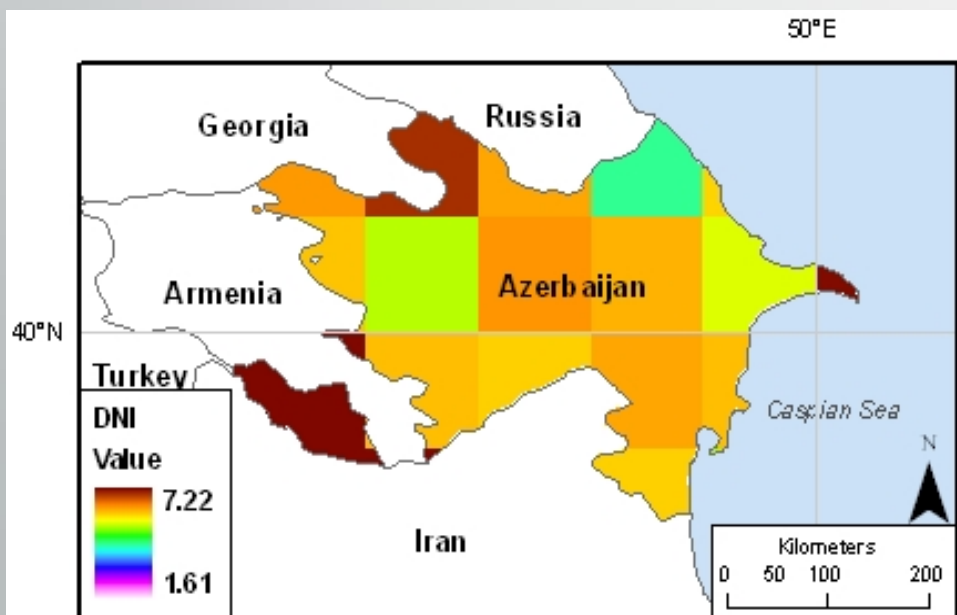 50°E
Georgia
Russia
Armenia
Azerbaijan
40°N
Turkey
Caspian Sea
DNI
Value
7.22
1.61
Iran
N
Kilometers
0 50 100 200